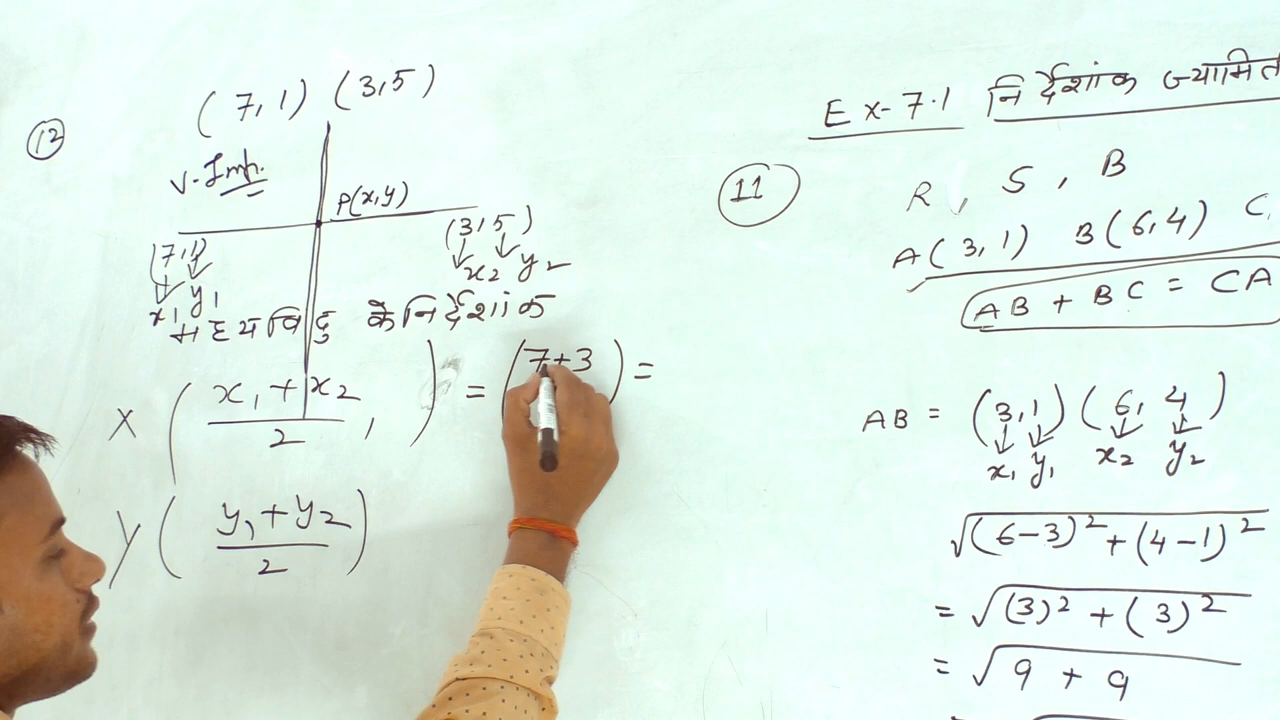 (7,1) (3,5)
12
V-Imp.
P(x,y)
(7,1)
(3,5)
x1 y1
x2 y2
मध्य बिंदु के निर्देशांक
x ( x1 + x2 / 2 , ) = ( 7+3 ) =
y ( y1 + y2 / 2 )
Ex-7.1 निर्देशांक ज्यामित
11
R, S, B
A(3,1) B(6,4) C
AB + BC = CA
AB = (3,1) (6,4)
x1 y1 x2 y2
√(6-3)² + (4-1)²
= √(3)² + (3)²
= √9 + 9